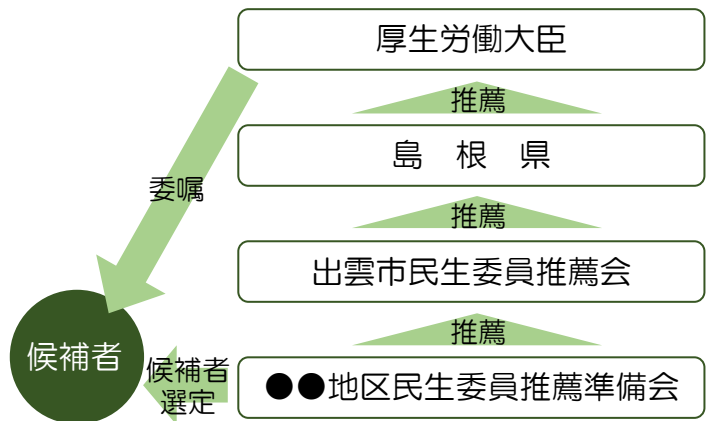 厚生労働大臣
推薦
島 根 県
委嘱
推薦
出雲市民生委員推薦会
推薦
候補者
候補者
選定
●●地区民生委員推薦準備会